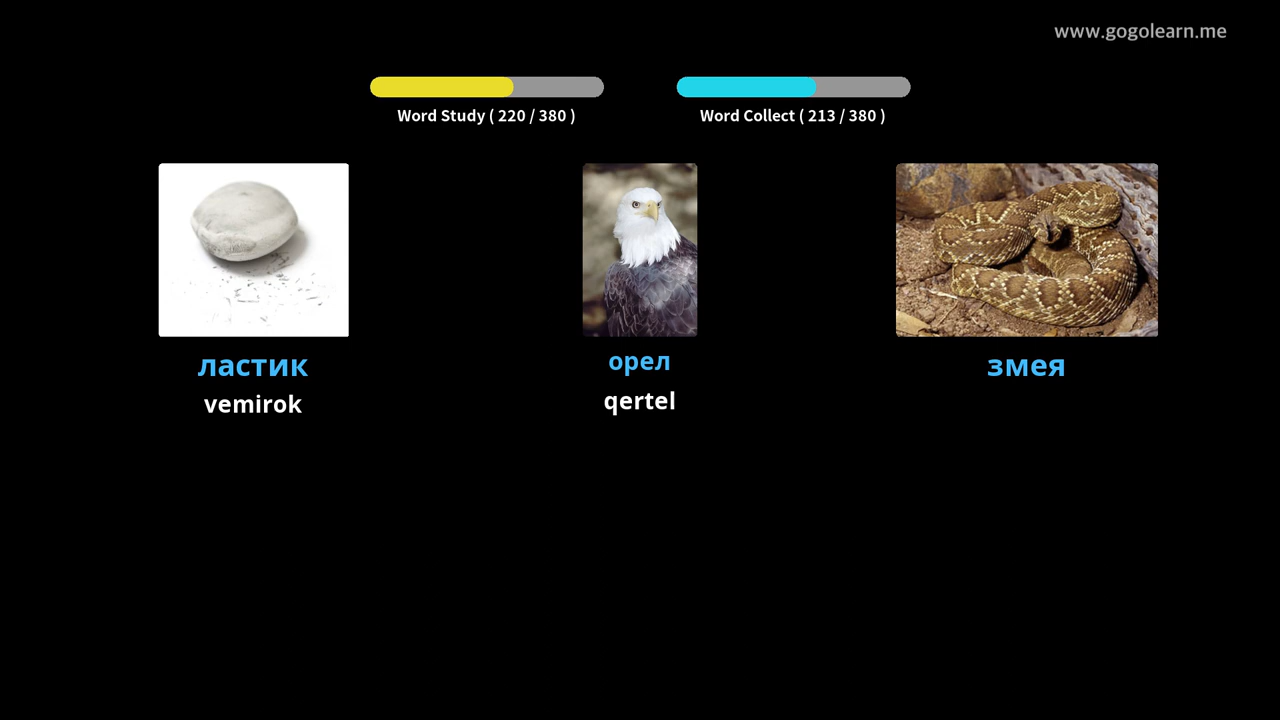 www.gogolearn.me
Word Study ( 220 / 380 )
Word Collect ( 213 / 380 )
ластик
vemirok
орел
qertel
змея